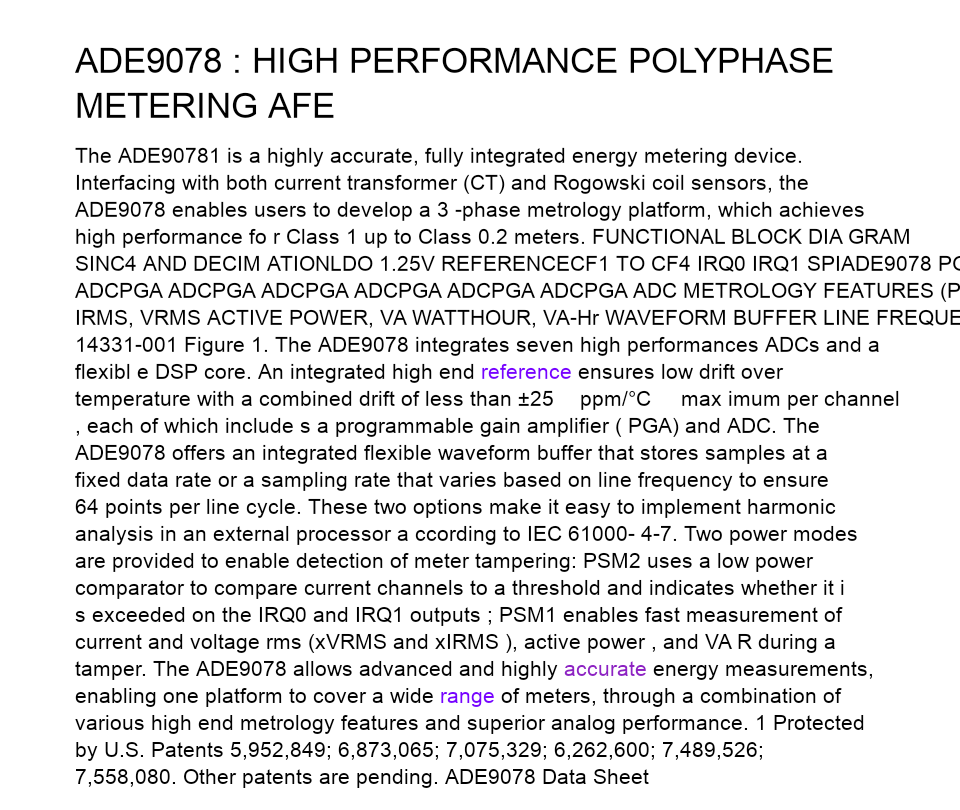 ADE9078 : HIGH PERFORMANCE POLYPHASE
METERING AFE
The ADE90781 is a highly accurate, fully integrated energy metering device.
Interfacing with both current transformer (CT) and Rogowski coil sensors, the
ADE9078 enables users to develop a 3 -phase metrology platform, which achieves
high performance fo r Class 1 up to Class 0.2 meters. FUNCTIONAL BLOCK DIA GRAM
SINC4 AND DECIM ATIONLDO 1.25V REFERENCECF1 TO CF4 IRQ0 IRQ1 SPIADE9078 PG
ADCPGA ADCPGA ADCPGA ADCPGA ADCPGA ADCPGA ADC METROLOGY FEATURES (P
IRMS, VRMS ACTIVE POWER, VA WATTHOUR, VA-Hr WAVEFORM BUFFER LINE FREQUE
14331-001 Figure 1. The ADE9078 integrates seven high performances ADCs and a
flexibl e DSP core. An integrated high end reference ensures low drift over
temperature with a combined drift of less than ±25 ppm/°C max imum per channel
, each of which include s a programmable gain amplifier ( PGA) and ADC. The
ADE9078 offers an integrated flexible waveform buffer that stores samples at a
fixed data rate or a sampling rate that varies based on line frequency to ensure
64 points per line cycle. These two options make it easy to implement harmonic
analysis in an external processor a ccording to IEC 61000- 4-7. Two power modes
are provided to enable detection of meter tampering: PSM2 uses a low power
comparator to compare current channels to a threshold and indicates whether it i
s exceeded on the IRQ0 and IRQ1 outputs ; PSM1 enables fast measurement of
current and voltage rms (xVRMS and xIRMS ), active power , and VA R during a
tamper. The ADE9078 allows advanced and highly accurate energy measurements,
enabling one platform to cover a wide range of meters, through a combination of
various high end metrology features and superior analog performance. 1 Protected
by U.S. Patents 5,952,849; 6,873,065; 7,075,329; 6,262,600; 7,489,526;
7,558,080. Other patents are pending. ADE9078 Data Sheet